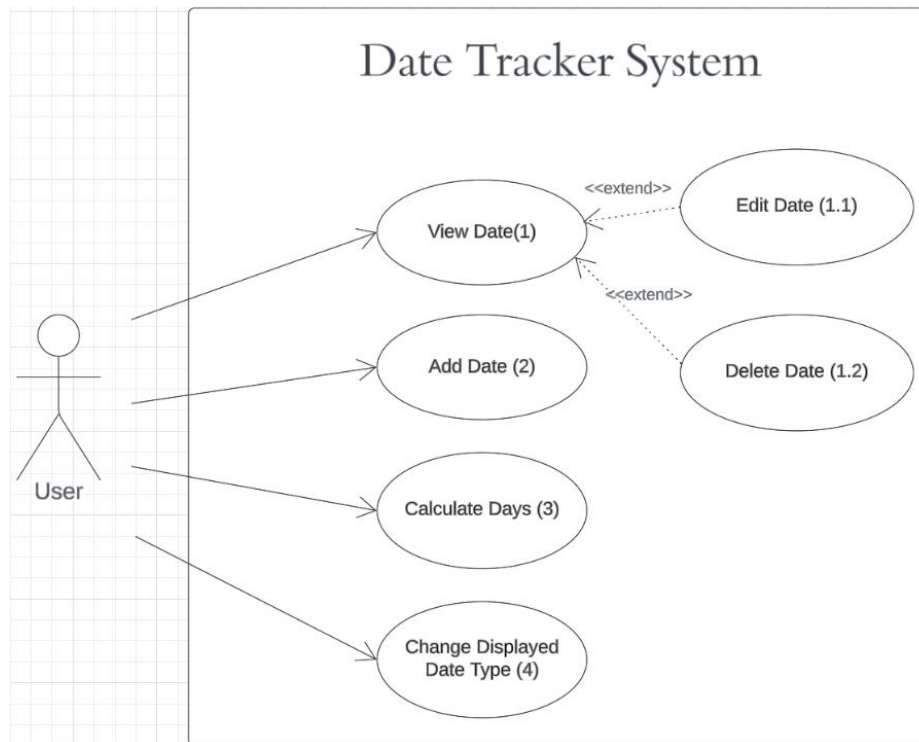 Date Tracker System
<<extend>>
Edit Date (1.1)
View Date(1)
<<extend>>
Add Date (2)
Delete Date (1.2)
User
Calculate Days (3)
Change Displayed
Date Type (4)